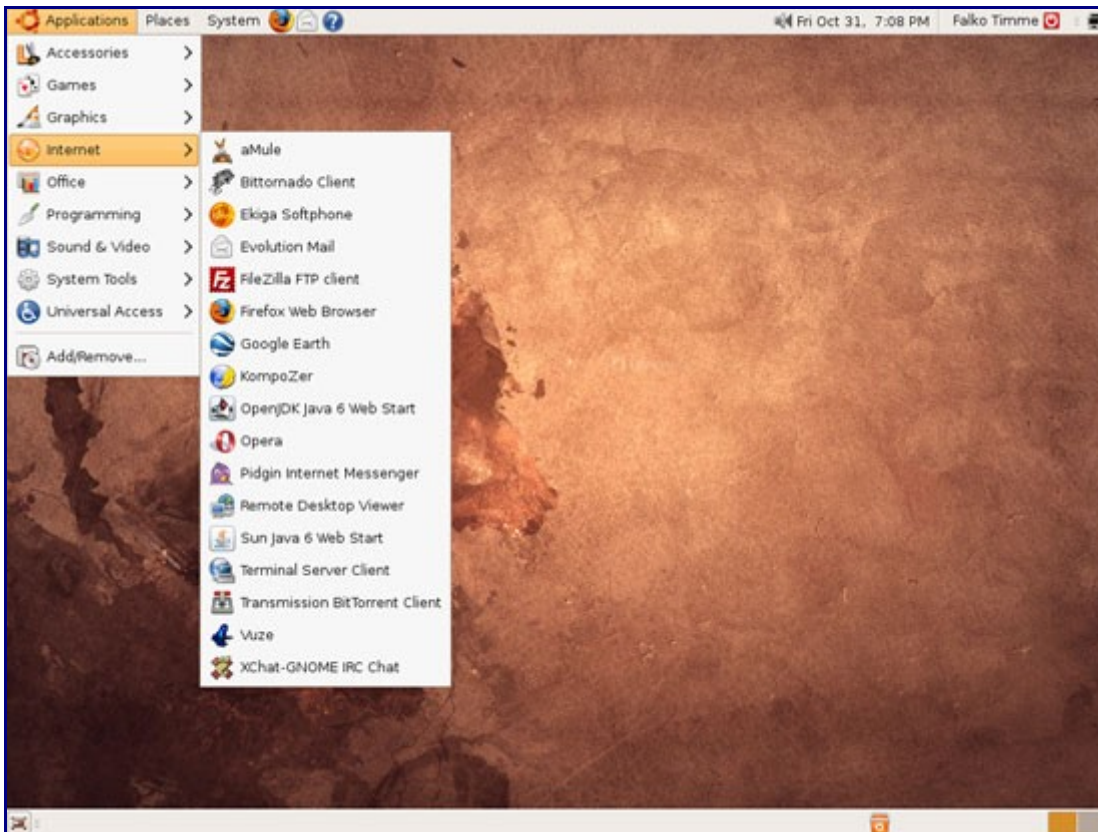 Applications Places System Fri Oct 31, 7:08 PM Falko Timme
Accessories
Games
Graphics
Internet
Office
Programming
Sound & Video
System Tools
Universal Access
Add/Remove...
aMule
Bittornado Client
Ekiga Softphone
Evolution Mail
FileZilla FTP client
Firefox Web Browser
Google Earth
KompoZer
OpenJDK Java 6 Web Start
Opera
Pidgin Internet Messenger
Remote Desktop Viewer
Sun Java 6 Web Start
Terminal Server Client
Transmission BitTorrent Client
Vuze
XChat-GNOME IRC Chat